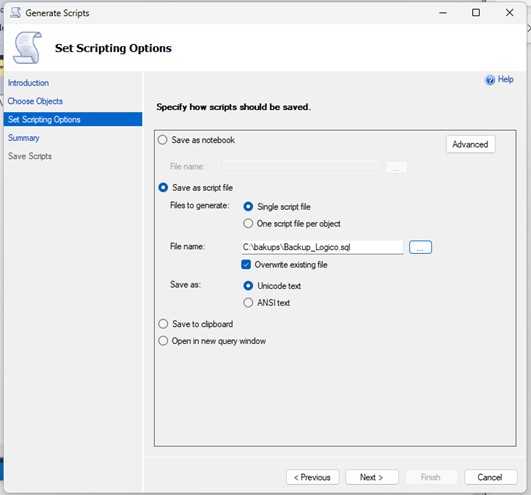 Generate Scripts
Set Scripting Options
Introduction
Choose Objects
Set Scripting Options
Summary
Save Scripts
Help
Specify how scripts should be saved.
Save as notebook
Advanced
File name:
...
Save as script file
Files to generate:
Single script file
One script file per object
File name:
C:\bakups\Backup_Logico.sql
...
Overwrite existing file
Save as:
Unicode text
ANSI text
Save to clipboard
Open in new query window
< Previous
Next >
Finish
Cancel